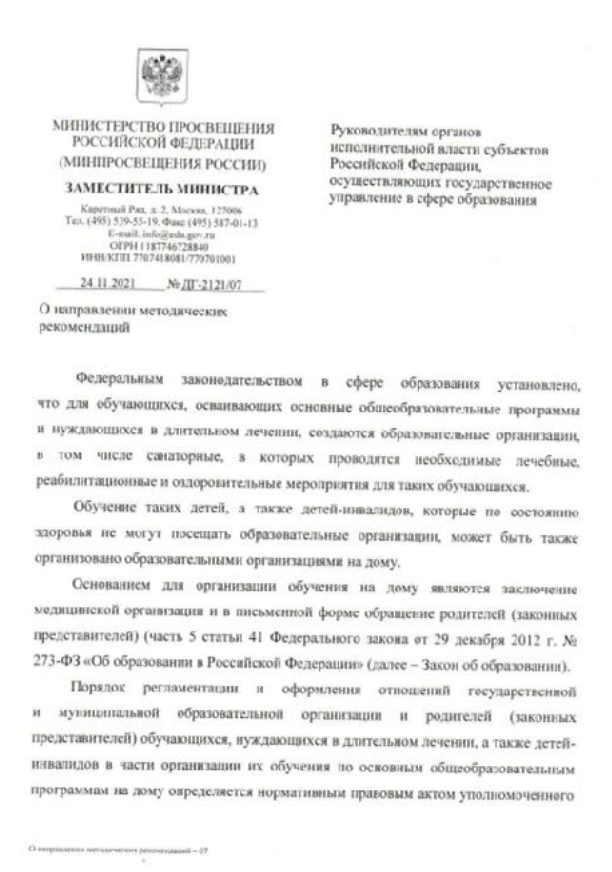 МИНИСТЕРСТВО ПРОСВЕЩЕНИЯ
РОССИЙСКОЙ ФЕДЕРАЦИИ
(МИНПРОСВЕЩЕНИЯ РОССИИ)
ЗАМЕСТИТЕЛЬ МИНИСТРА
Каретный Ряд, д. 2, Москва, 127006
Тел. (495) 539-55-19. Факс (495) 587-01-13
E-mail: info@edu.gov.ru
ОГРН 1187746728840
ИНН/КПП 7707418081/770701001
24.11.2021 № ДГ-2121/07
Руководителям органов
исполнительной власти субъектов
Российской Федерации,
осуществляющих государственное
управление в сфере образования
О направлении методических
рекомендаций
Федеральным законодательством в сфере образования установлено,
что для обучающихся, осваивающих основные общеобразовательные программы
и нуждающихся в длительном лечении, создаются образовательные организации,
в том числе санаторные, в которых проводятся необходимые лечебные,
реабилитационные и оздоровительные мероприятия для таких обучающихся.
Обучение таких детей, а также детей-инвалидов, которые по состоянию
здоровья не могут посещать образовательные организации, может быть также
организовано образовательными организациями на дому.
Основанием для организации обучения на дому являются заключение
медицинской организации и в письменной форме обращение родителей (законных
представителей) (часть 5 статьи 41 Федерального закона от 29 декабря 2012 г. №
273-ФЗ «Об образовании в Российской Федерации» (далее – Закон об образовании).
Порядок регламентации и оформления отношений государственной
и муниципальной образовательной организации и родителей (законных
представителей) обучающихся, нуждающихся в длительном лечении, а также детей-
инвалидов в части организации их обучения по основным общеобразовательным
программам на дому определяется нормативным правовым актом уполномоченного
О направлении методических рекомендаций – 07